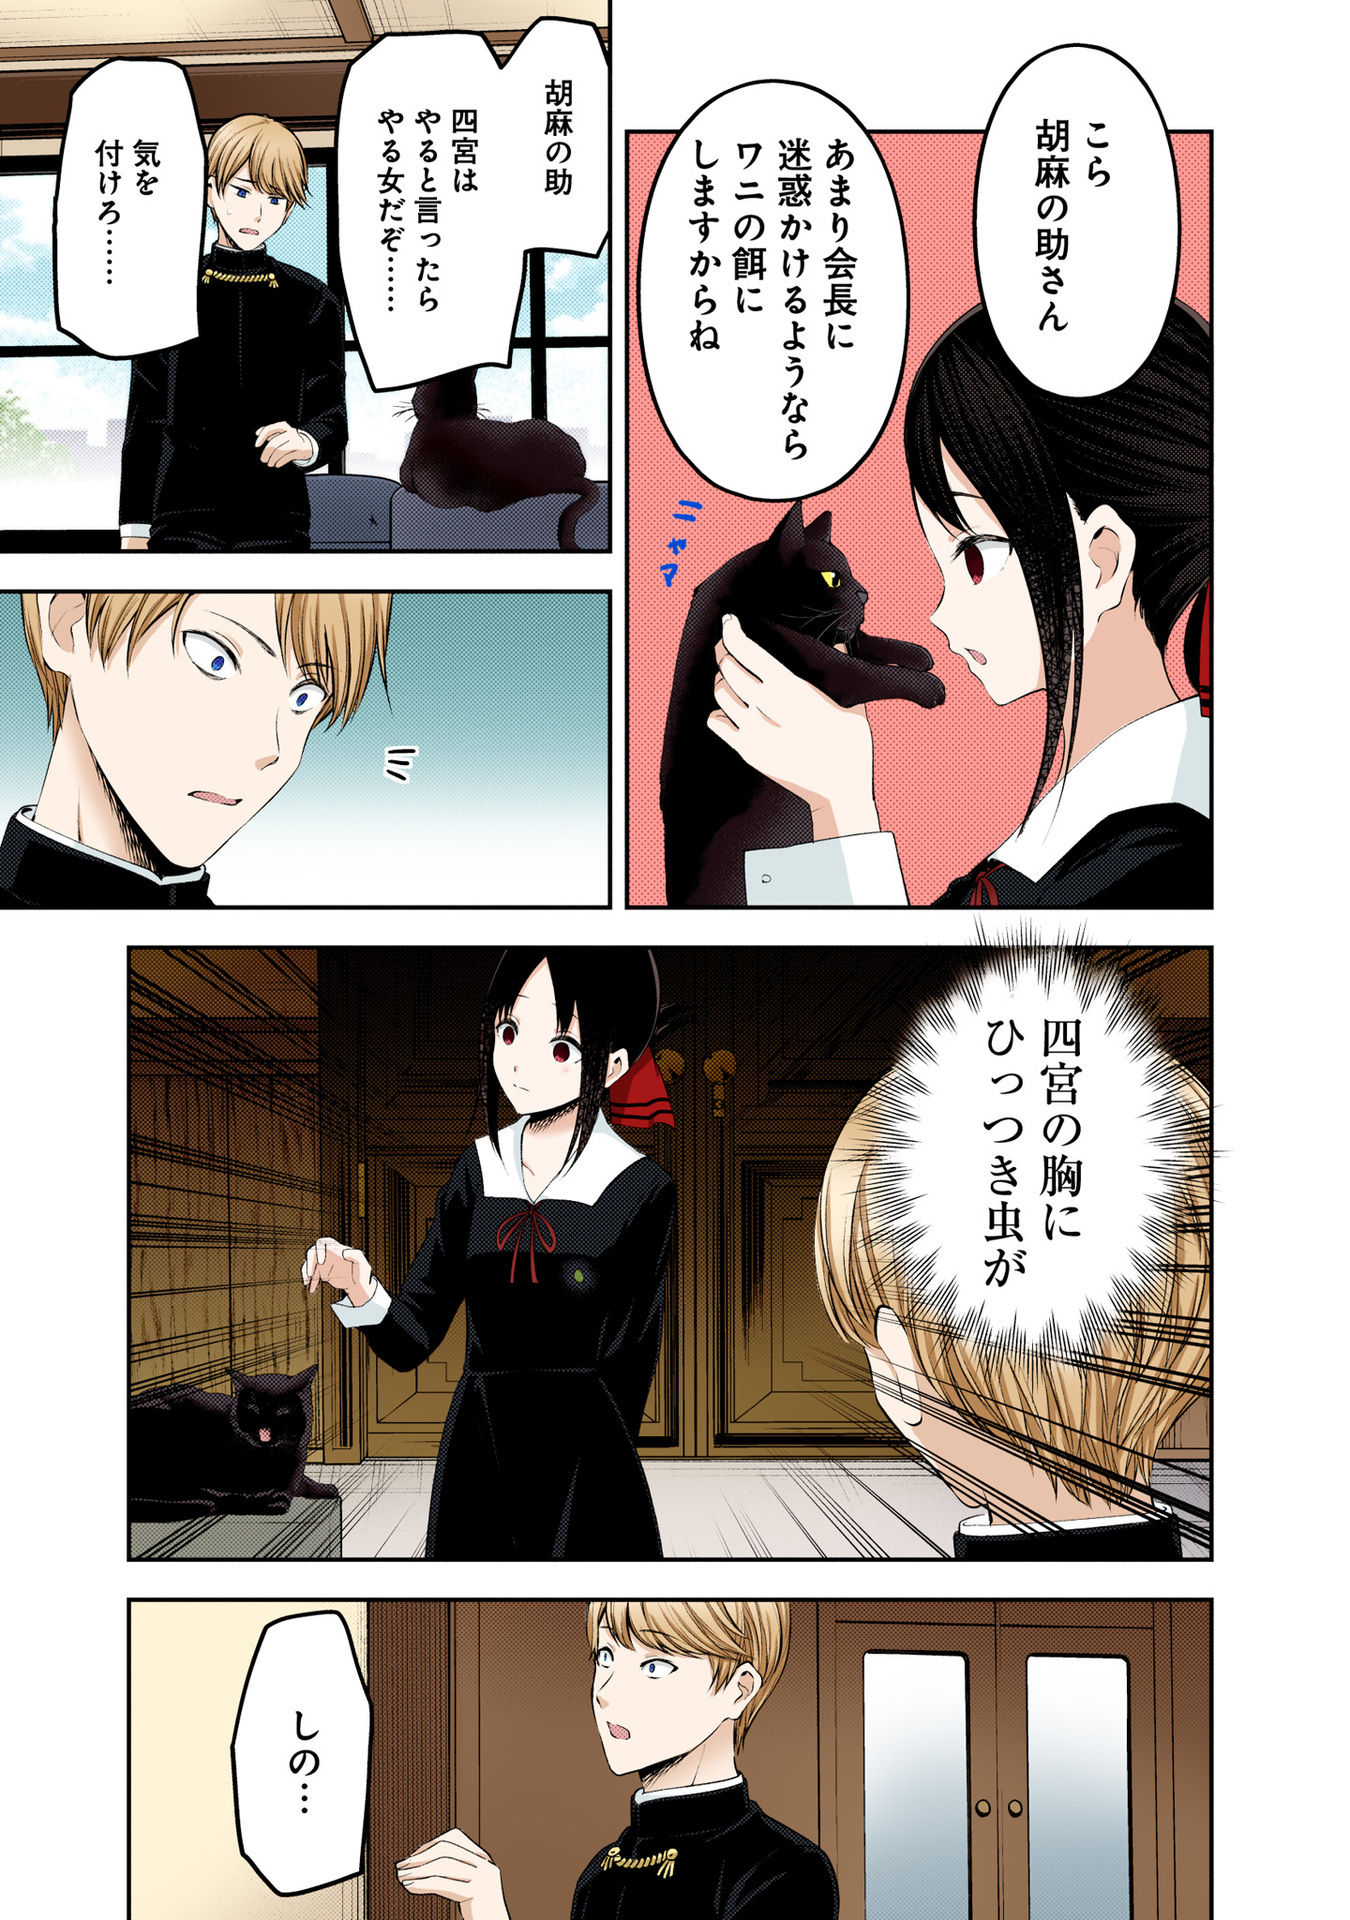 こら
胡麻の助さん
あまり会長に
迷惑かけるようなら
ワニの餌に
しますからね
ニャマ
胡麻の助
四宮は
やると言ったら
やる女だぞ……
気を
付けろ……
四宮の胸に
ひっつき虫が
しの…